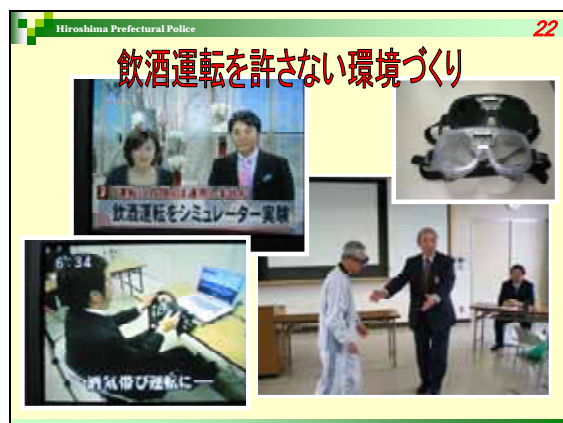 Hiroshima Prefectural Police
22
飲酒運転を許さない環境づくり
飲酒運転をシミュレーター実験
6:34
酒気帯び運転に──